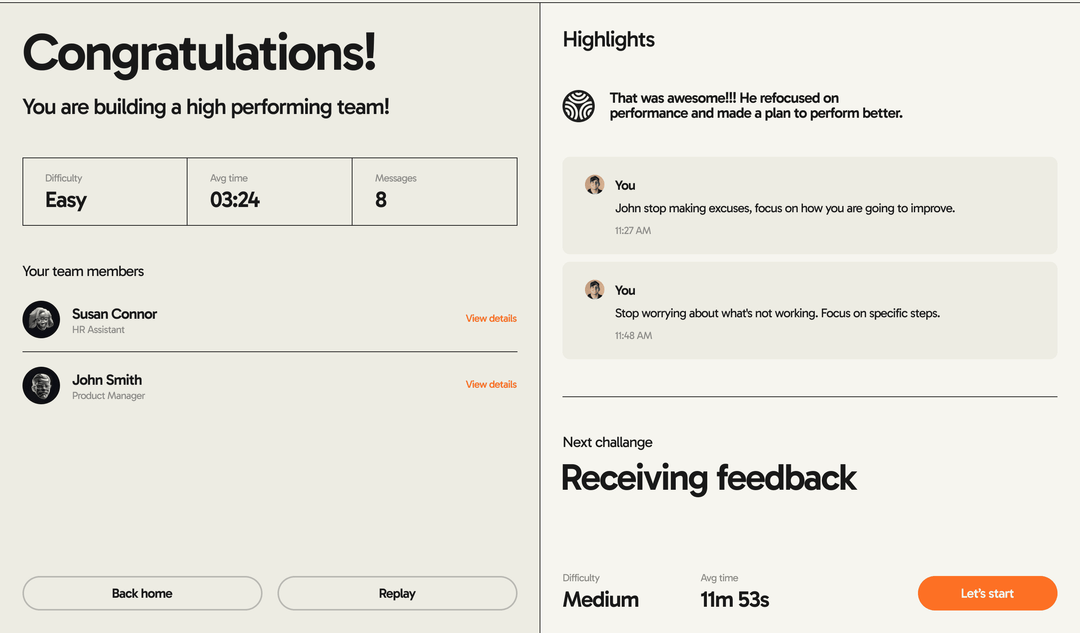 Congratulations!
You are building a high performing team!
Difficulty
Easy
Avg time
03:24
Messages
8
Your team members
Susan Connor
HR Assistant
View details
John Smith
Product Manager
View details
Back home
Replay
Highlights
That was awesome!!! He refocused on
performance and made a plan to perform better.
You
John stop making excuses, focus on how you are going to improve.
11:27 AM
You
Stop worrying about what's not working. Focus on specific steps.
11:48 AM
Next challange
Receiving feedback
Difficulty
Medium
Avg time
11m 53s
Let's start